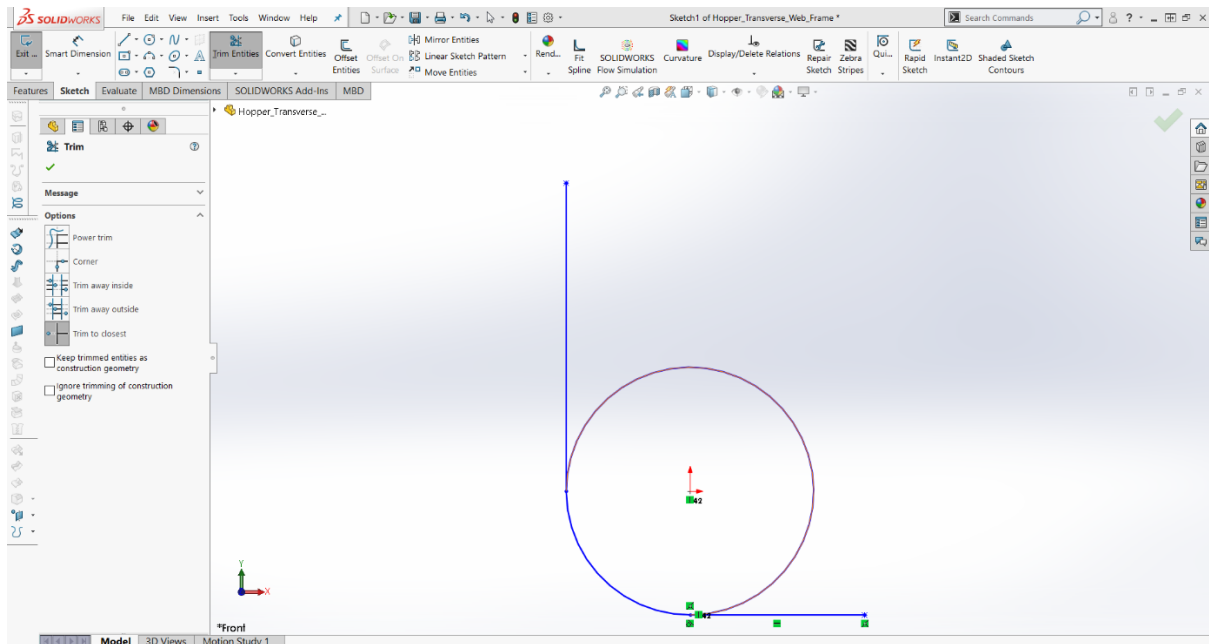 SOLIDWORKS File Edit View Insert Tools Window Help Sketch1 of Hopper_Transverse_Web_Frame * Search Commands ?
Exit ... Smart Dimension Trim Entities Convert Entities Offset Entities Offset On Surface Mirror Entities Linear Sketch Pattern Move Entities Rend... Fit Spline SOLIDWORKS Flow Simulation Curvature Display/Delete Relations Repair Sketch Zebra Stripes Qui... Rapid Sketch Instant2D Shaded Sketch Contours
Features Sketch Evaluate MBD Dimensions SOLIDWORKS Add-Ins MBD
Hopper_Transverse_...
Trim
Message
Options
Power trim
Corner
Trim away inside
Trim away outside
Trim to closest
Keep trimmed entities as construction geometry
Ignore trimming of construction geometry
42
42
Y
X
*Front
Model 3D Views Motion Study 1